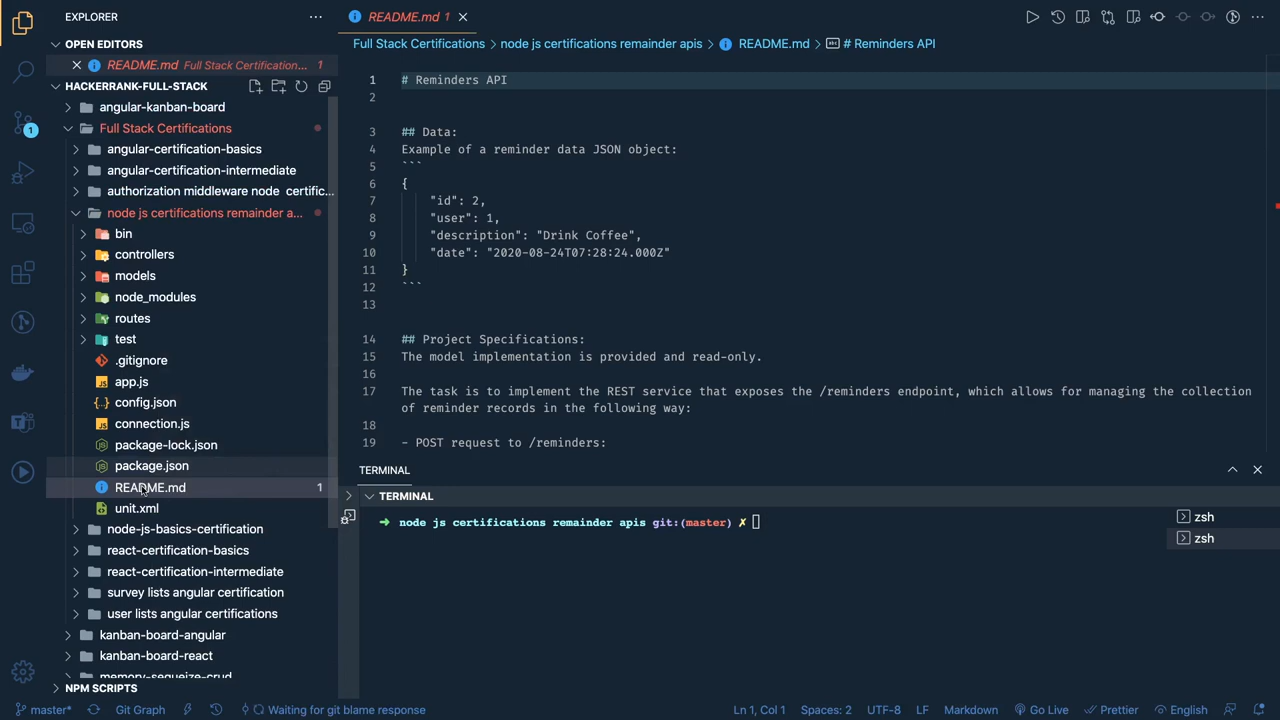 EXPLORER
OPEN EDITORS
README.md Full Stack Certification... 1
HACKERRANK-FULL-STACK
angular-kanban-board
Full Stack Certifications
angular-certification-basics
angular-certification-intermediate
authorization middleware node certific...
node js certifications remainder a...
bin
controllers
models
node_modules
routes
test
.gitignore
app.js
config.json
connection.js
package-lock.json
package.json
README.md 1
unit.xml
node-js-basics-certification
react-certification-basics
react-certification-intermediate
survey lists angular certification
user lists angular certifications
kanban-board-angular
kanban-board-react
NPM SCRIPTS
README.md 1
Full Stack Certifications > node js certifications remainder apis > README.md > # Reminders API
1 # Reminders API
2
3 ## Data:
4 Example of a reminder data JSON object:
5 ```
6 {
7 "id": 2,
8 "user": 1,
9 "description": "Drink Coffee",
10 "date": "2020-08-24T07:28:24.000Z"
11 }
12 ```
13
14 ## Project Specifications:
15 The model implementation is provided and read-only.
16
17 The task is to implement the REST service that exposes the /reminders endpoint, which allows for managing the collection
of reminder records in the following way:
18
19 - POST request to /reminders:
TERMINAL
TERMINAL
➜ node js certifications remainder apis git:(master) ✗
zsh
zsh
1
master* Git Graph Waiting for git blame response Ln 1, Col 1 Spaces: 2 UTF-8 LF Markdown Go Live Prettier English